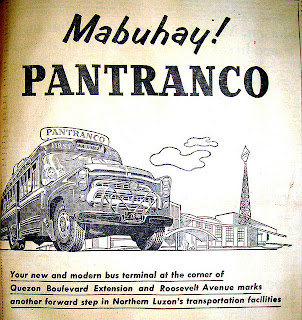 Mabuhay!
PANTRANCO
PANTRANCO
FIRST
Your new and modern bus terminal at the corner of
Quezon Boulevard Extension and Roosevelt Avenue marks
another forward step in Northern Luzon's transportation facilities